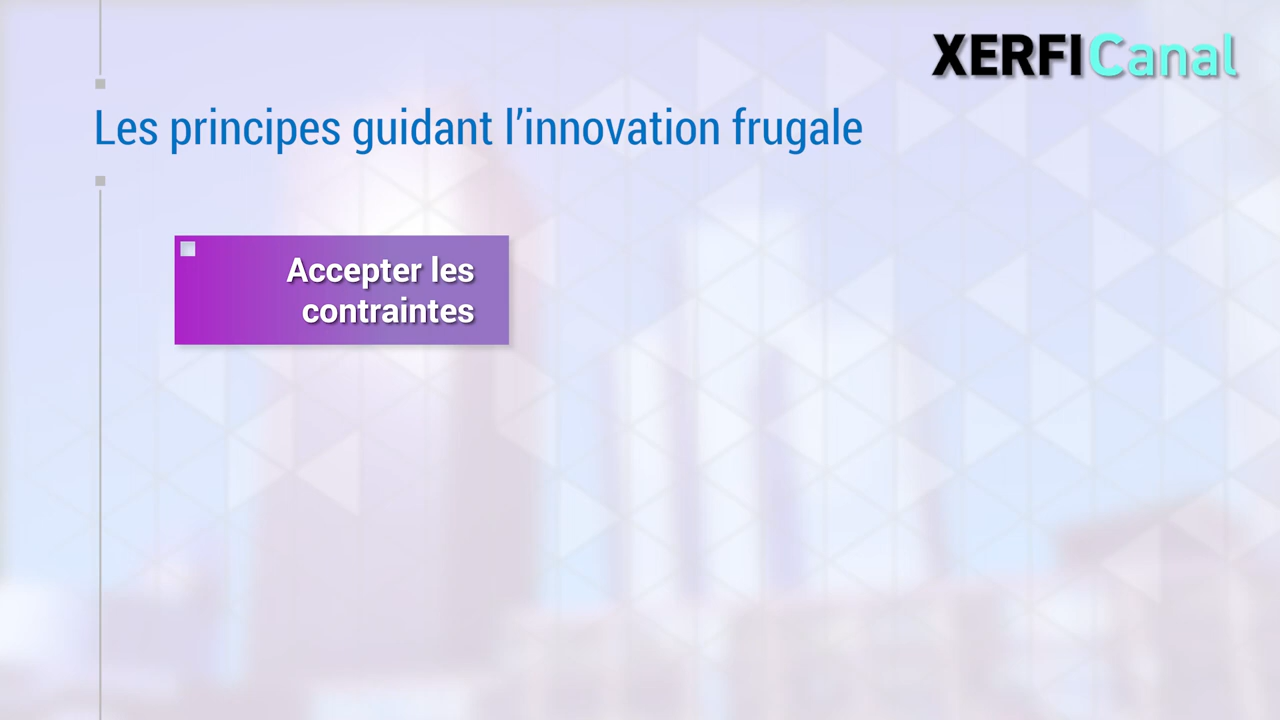 XERFICanal
Les principes guidant l’innovation frugale
Accepter les
contraintes